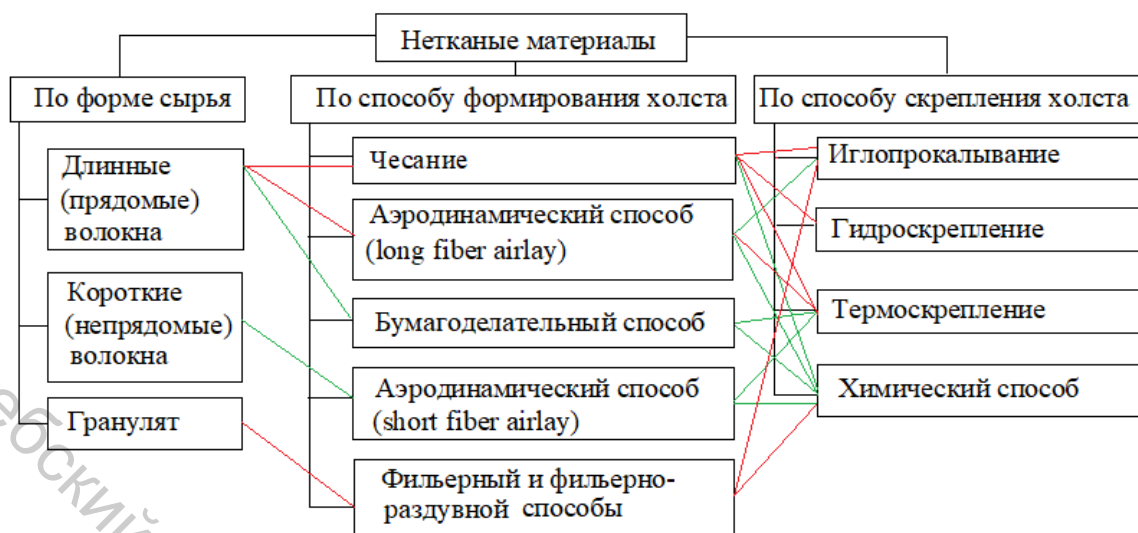 Нетканые материалы
По форме сырья
По способу формирования холста
По способу скрепления холста
Длинные
(прядомые)
волокна
Короткие
(непрядомые)
волокна
Гранулят
Чесание
Аэродинамический способ
(long fiber airlay)
Бумагоделательный способ
Аэродинамический способ
(short fiber airlay)
Фильерный и фильерно-
раздувной способы
Иглопрокалывание
Гидроскрепление
Термоскрепление
Химический способ